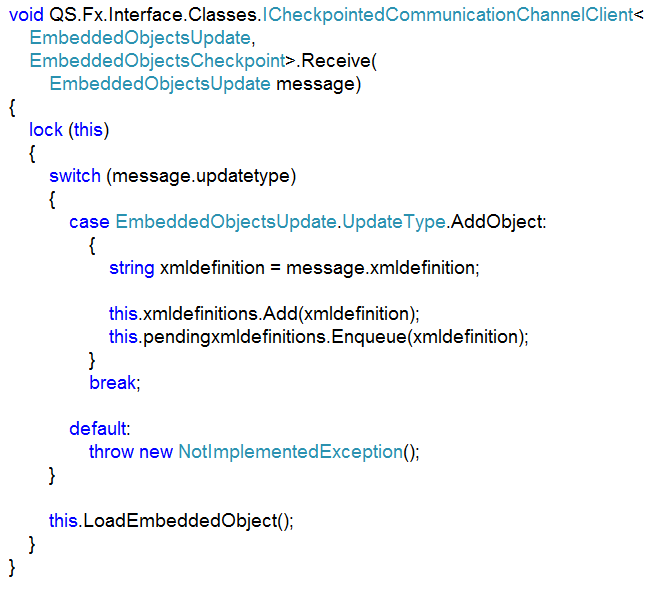 void QS.Fx.Interface.Classes.ICheckpointedCommunicationChannelClient<
    EmbeddedObjectsUpdate,
    EmbeddedObjectsCheckpoint>.Receive(
        EmbeddedObjectsUpdate message)
{
    lock (this)
    {
        switch (message.updatetype)
        {
            case EmbeddedObjectsUpdate.UpdateType.AddObject:
                {
                    string xmldefinition = message.xmldefinition;

                    this.xmldefinitions.Add(xmldefinition);
                    this.pendingxmldefinitions.Enqueue(xmldefinition);
                }
                break;

            default:
                throw new NotImplementedException();
        }

        this.LoadEmbeddedObject();
    }
}